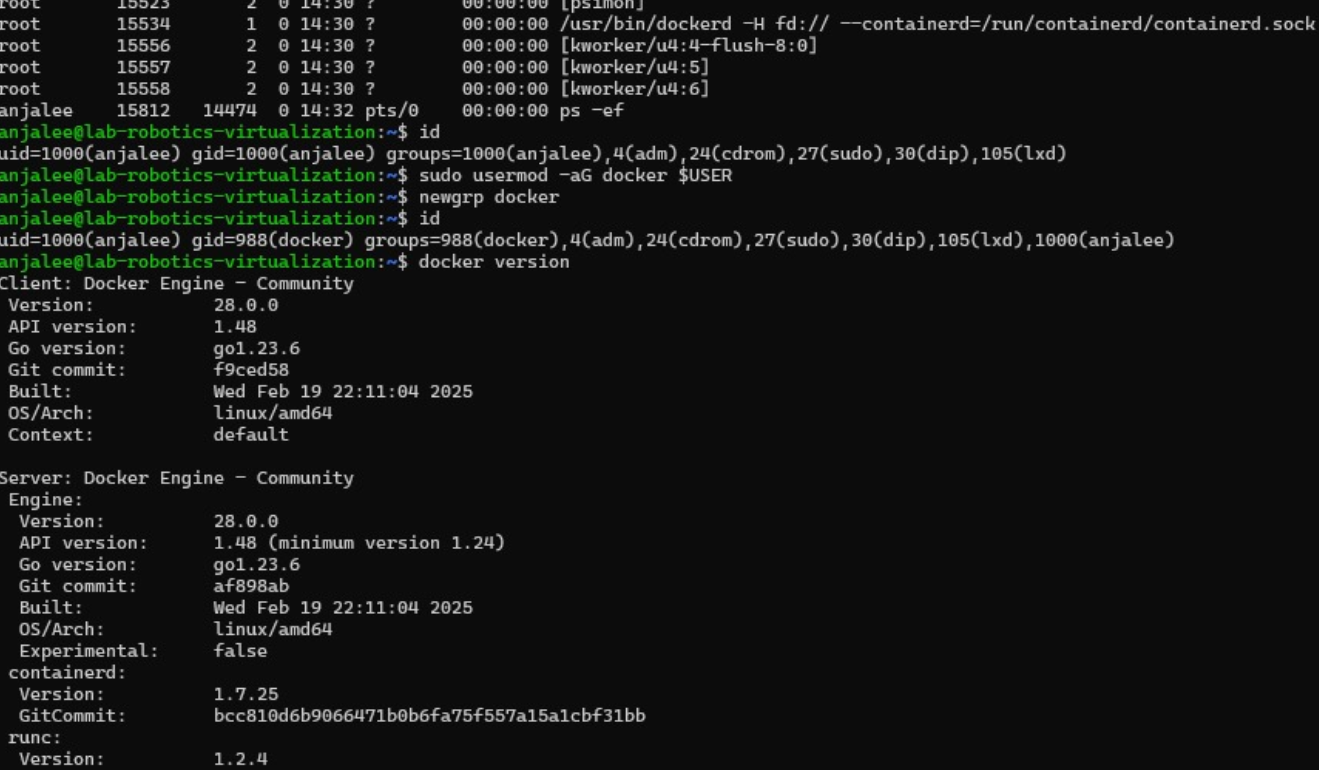 root 15523 2 0 14:30 ? 00:00:00 [psimon]
root 15534 1 0 14:30 ? 00:00:00 /usr/bin/dockerd -H fd:// --containerd=/run/containerd/containerd.sock
root 15556 2 0 14:30 ? 00:00:00 [kworker/u4:4-flush-8:0]
root 15557 2 0 14:30 ? 00:00:00 [kworker/u4:5]
root 15558 2 0 14:30 ? 00:00:00 [kworker/u4:6]
anjalee 15812 14474 0 14:32 pts/0 00:00:00 ps -ef
anjalee@lab-robotics-virtualization:~$ id
uid=1000(anjalee) gid=1000(anjalee) groups=1000(anjalee),4(adm),24(cdrom),27(sudo),30(dip),105(lxd)
anjalee@lab-robotics-virtualization:~$ sudo usermod -aG docker $USER
anjalee@lab-robotics-virtualization:~$ newgrp docker
anjalee@lab-robotics-virtualization:~$ id
uid=1000(anjalee) gid=988(docker) groups=988(docker),4(adm),24(cdrom),27(sudo),30(dip),105(lxd),1000(anjalee)
anjalee@lab-robotics-virtualization:~$ docker version
Client: Docker Engine - Community
Version: 28.0.0
API version: 1.48
Go version: go1.23.6
Git commit: f9ced58
Built: Wed Feb 19 22:11:04 2025
OS/Arch: linux/amd64
Context: default
Server: Docker Engine - Community
Engine:
Version: 28.0.0
API version: 1.48 (minimum version 1.24)
Go version: go1.23.6
Git commit: af898ab
Built: Wed Feb 19 22:11:04 2025
OS/Arch: linux/amd64
Experimental: false
containerd:
Version: 1.7.25
GitCommit: bcc810d6b9066471b0b6fa75f557a15a1cbf31bb
runc:
Version: 1.2.4